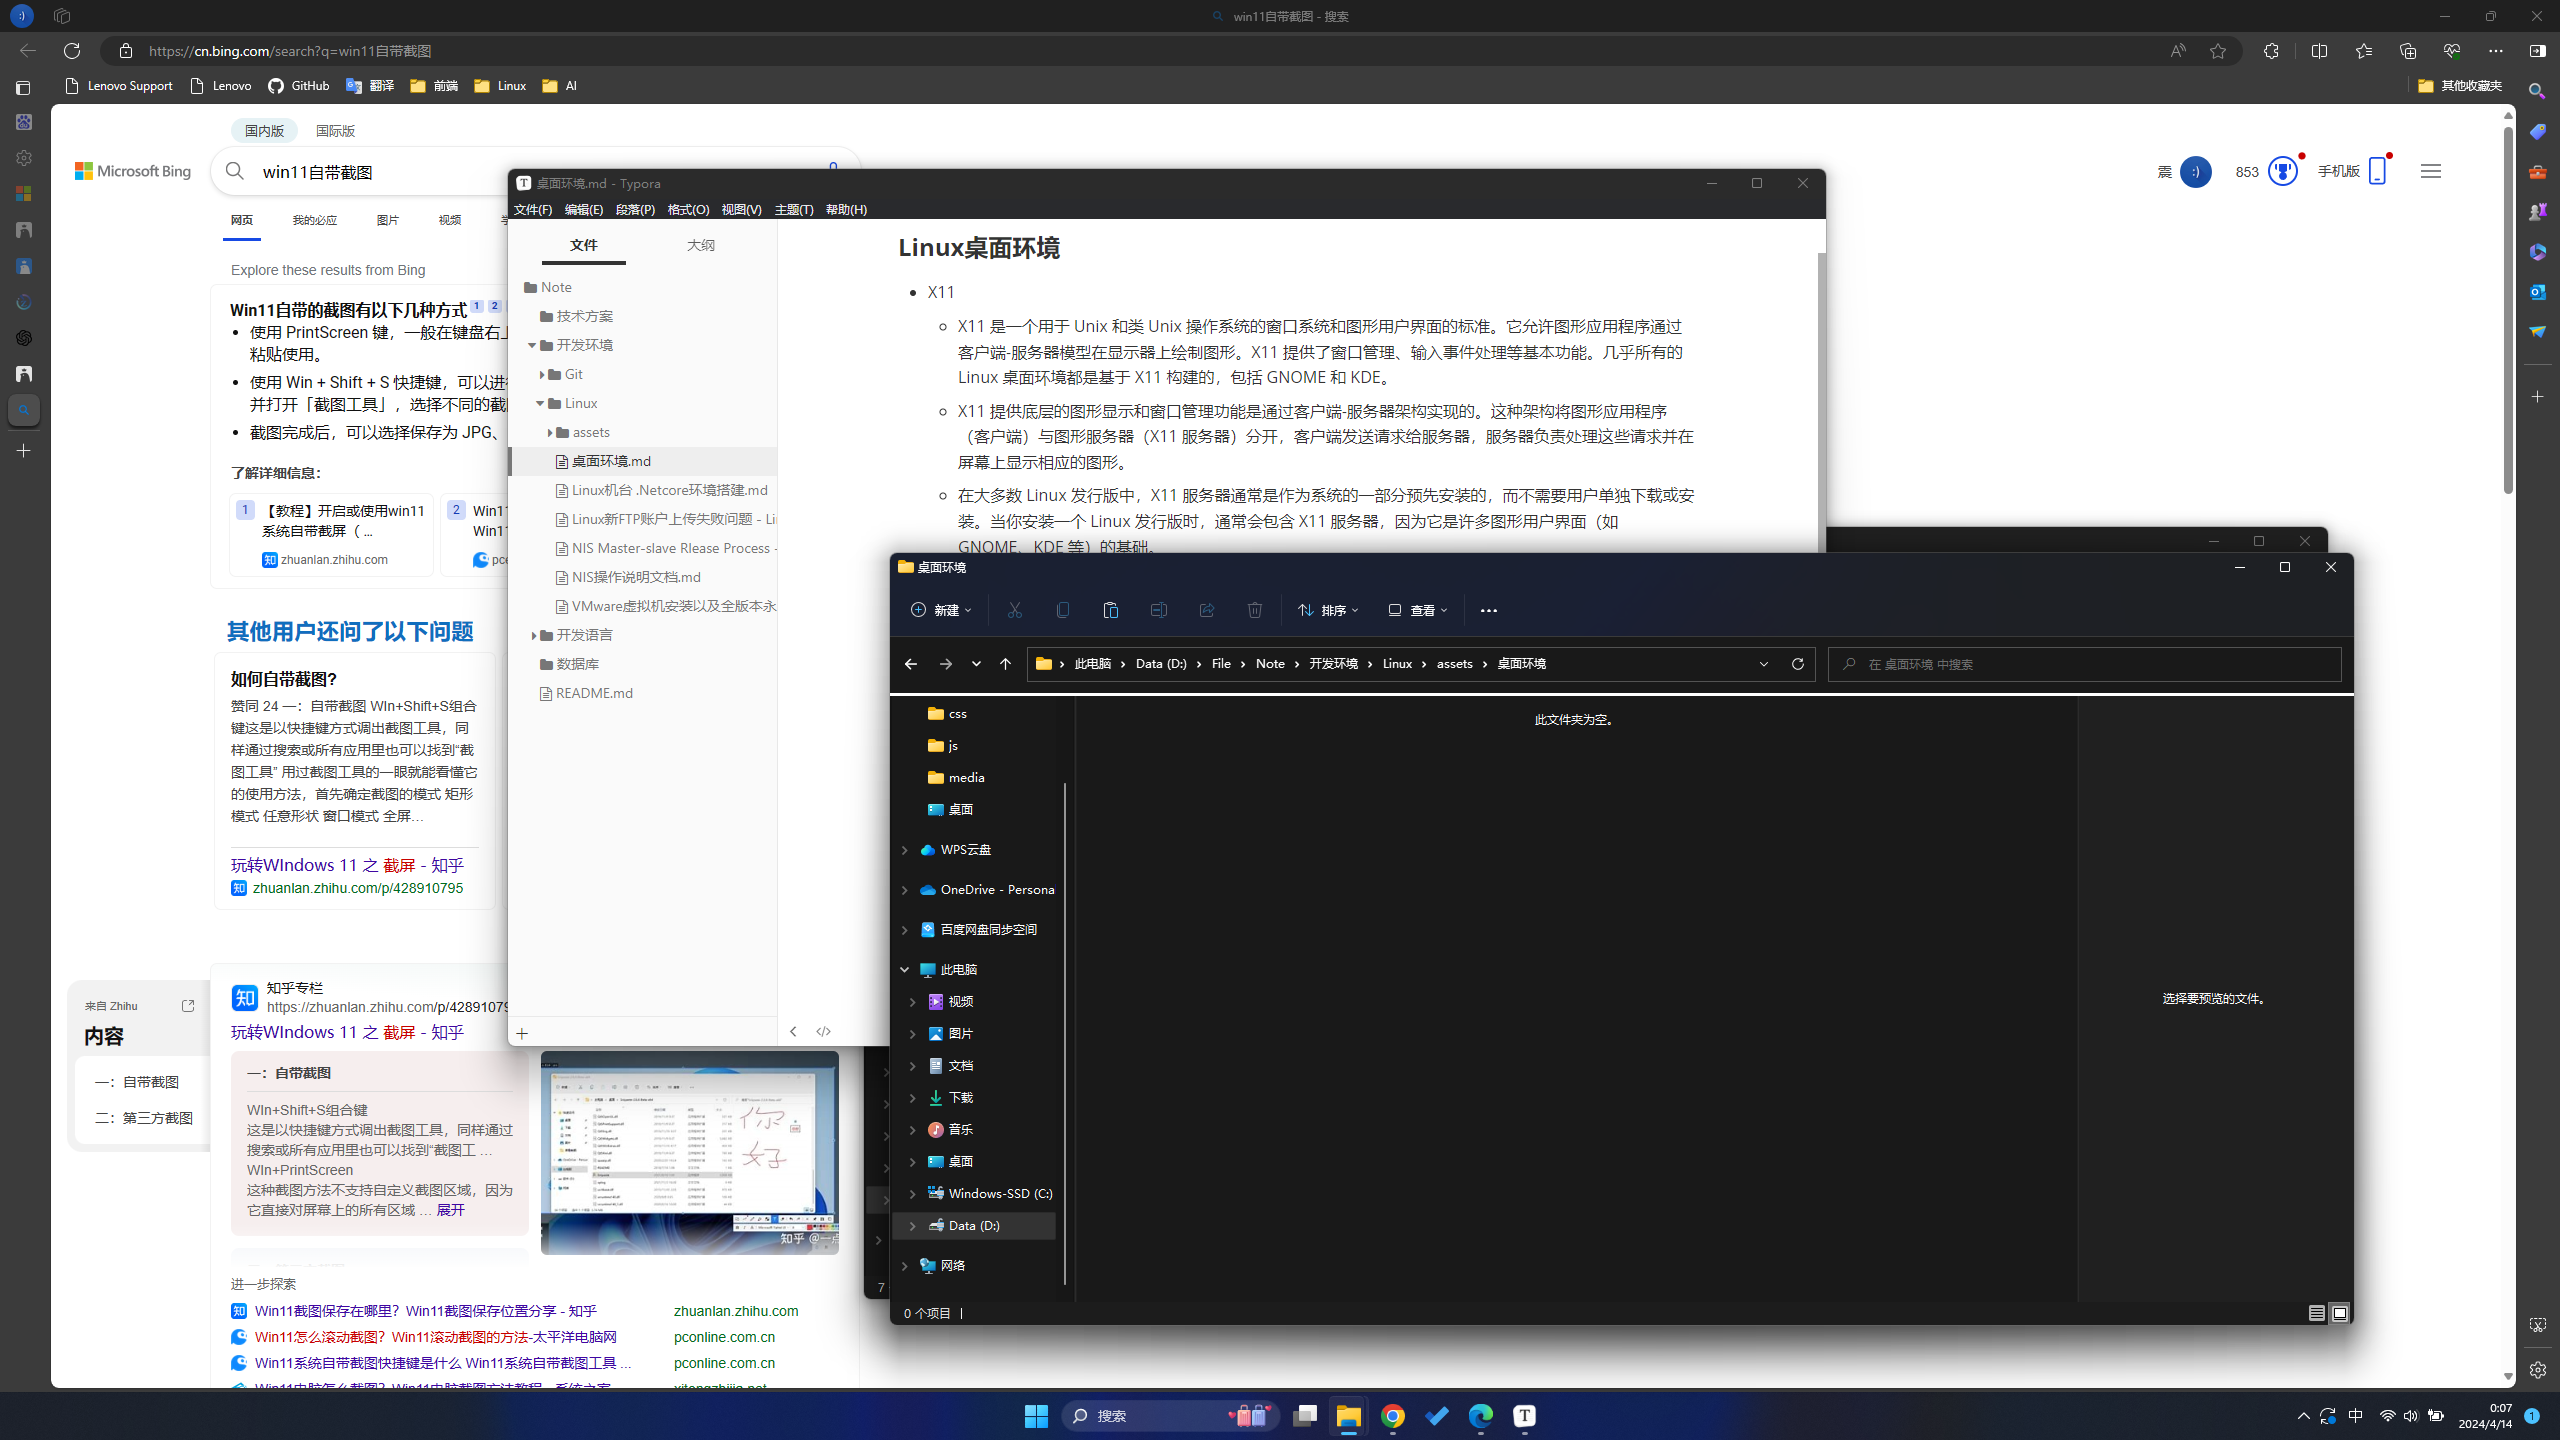 win11自带截图 - 搜索
https://cn.bing.com/search?q=win11自带截图
Lenovo Support
Lenovo
GitHub
翻译
前端
Linux
AI
其他收藏夹
国内版
国际版
Microsoft Bing
win11自带截图
震
853
手机版
网页
我的必应
图片
视频
Explore these results from Bing
Win11自带的截图有以下几种方式 1 2
使用 PrintScreen 键，一般在键盘右上
粘贴使用。
使用 Win + Shift + S 快捷键，可以进
并打开「截图工具」，选择不同的截
截图完成后，可以选择保存为 JPG、
了解详细信息：
1
【教程】开启或使用win11
系统自带截屏（ ...
zhuanlan.zhihu.com
2
Win1
Win1
其他用户还问了以下问题
如何自带截图?
赞同 24 一：自带截图 WIn+Shift+S组合
键这是以快捷键方式调出截图工具，同
样通过搜索或所有应用里也可以找到“截
图工具” 用过截图工具的一眼就能看懂它
的使用方法，首先确定截图的模式 矩形
模式 任意形状 窗口模式 全屏...
玩转WIndows 11 之 截屏 - 知乎
zhuanlan.zhihu.com/p/428910795
来自 Zhihu
内容
一：自带截图
二：第三方截图
知乎专栏
https://zhuanlan.zhihu.com/p/42891079
玩转WIndows 11 之 截屏 - 知乎
一：自带截图
WIn+Shift+S组合键
这是以快捷键方式调出截图工具，同样通过
搜索或所有应用里也可以找到“截图工 ...
WIn+PrintScreen
这种截图方法不支持自定义截图区域，因为
它直接对屏幕上的所有区域 ... 展开
你
好
知乎 @一点
进一步探索
Win11截图保存在哪里？Win11截图保存位置分享 - 知乎
zhuanlan.zhihu.com
Win11怎么滚动截图？Win11滚动截图的方法-太平洋电脑网
pconline.com.cn
Win11系统自带截图快捷键是什么 Win11系统自带截图工具 ...
pconline.com.cn
桌面环境.md - Typora
文件(F)
编辑(E)
段落(P)
格式(O)
视图(V)
主题(T)
帮助(H)
文件
大纲
Note
技术方案
开发环境
Git
Linux
assets
桌面环境.md
Linux机台 .Netcore环境搭建.md
Linux新FTP账户上传失败问题 - Li
NIS Master-slave Rlease Process -
NIS操作说明文档.md
VMware虚拟机安装以及全版本永
开发语言
数据库
README.md
Linux桌面环境
X11
X11 是一个用于 Unix 和类 Unix 操作系统的窗口系统和图形用户界面的标准。它允许图形应用程序通过
客户端-服务器模型在显示器上绘制图形。X11 提供了窗口管理、输入事件处理等基本功能。几乎所有的
Linux 桌面环境都是基于 X11 构建的，包括 GNOME 和 KDE。
X11 提供底层的图形显示和窗口管理功能是通过客户端-服务器架构实现的。这种架构将图形应用程序
（客户端）与图形服务器（X11 服务器）分开，客户端发送请求给服务器，服务器负责处理这些请求并在
屏幕上显示相应的图形。
在大多数 Linux 发行版中，X11 服务器通常是作为系统的一部分预先安装的，而不需要用户单独下载或安
装。当你安装一个 Linux 发行版时，通常会包含 X11 服务器，因为它是许多图形用户界面（如
GNOME、KDE 等）的基础。
7
桌面环境
新建
排序
查看
此电脑
Data (D:)
File
Note
开发环境
Linux
assets
桌面环境
在 桌面环境 中搜索
css
js
media
桌面
WPS云盘
OneDrive - Persona
百度网盘同步空间
此电脑
视频
图片
文档
下载
音乐
桌面
Windows-SSD (C:)
Data (D:)
网络
此文件夹为空。
选择要预览的文件。
0 个项目
搜索
中
0:07
2024/4/14
1